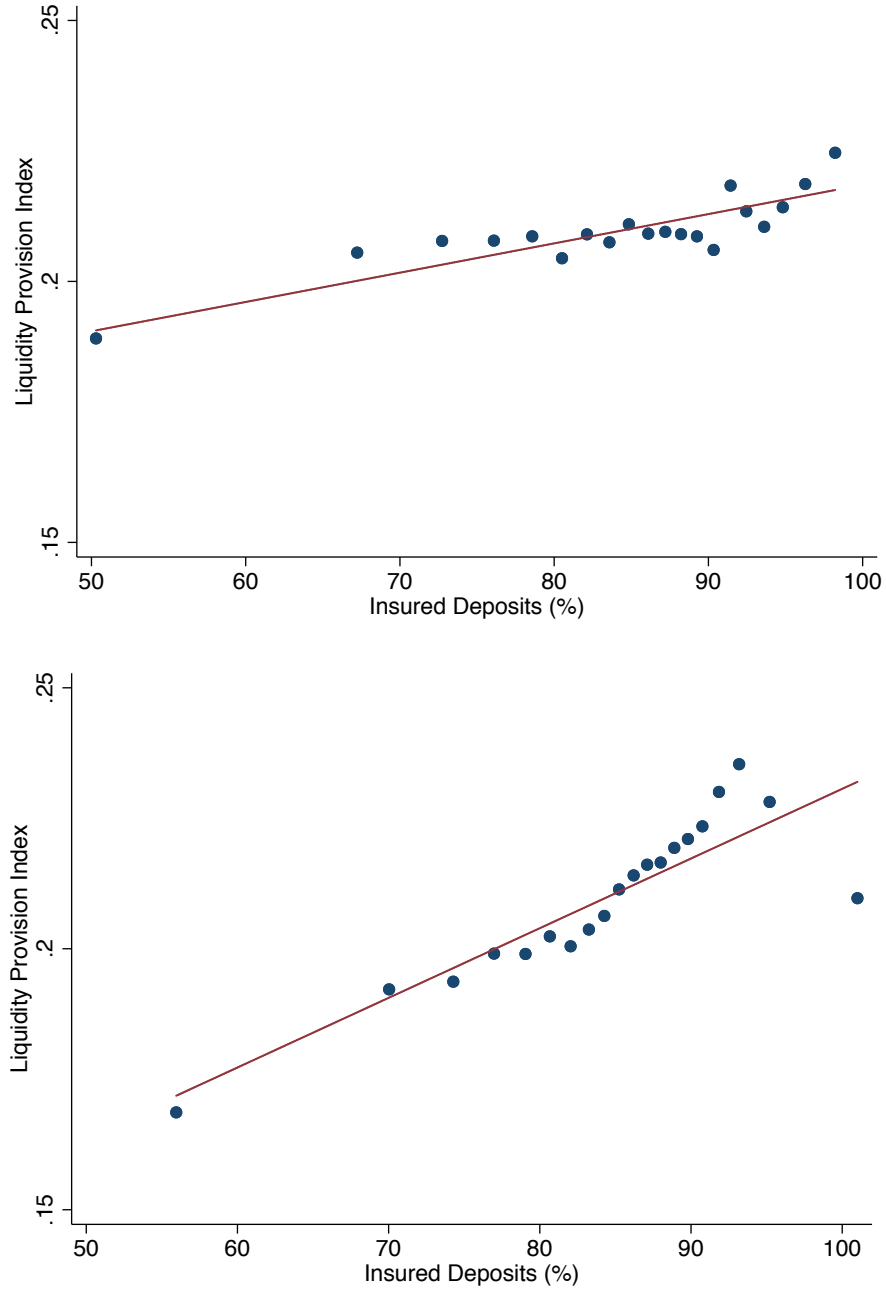 .25
.2
.15
Liquidity Provision Index
50 60 70 80 90 100
Insured Deposits (%)
.25
.2
.15
Liquidity Provision Index
50 60 70 80 90 100
Insured Deposits (%)